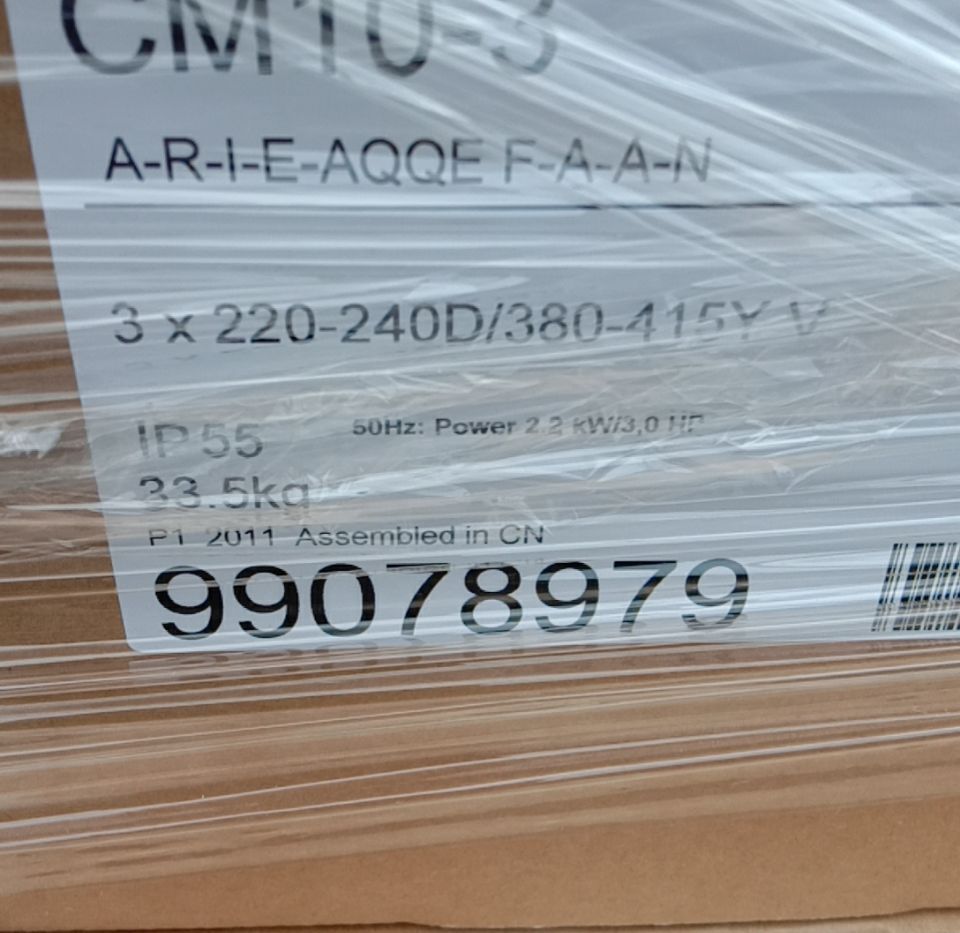 CM10-3
A-R-I-E-AQQE F-A-A-N
3 x 220-240D/380-415Y V
IP 55
50Hz: Power 2.2 kW/3,0 HP
33.5kg
P1 2011 Assembled in CN
99078979